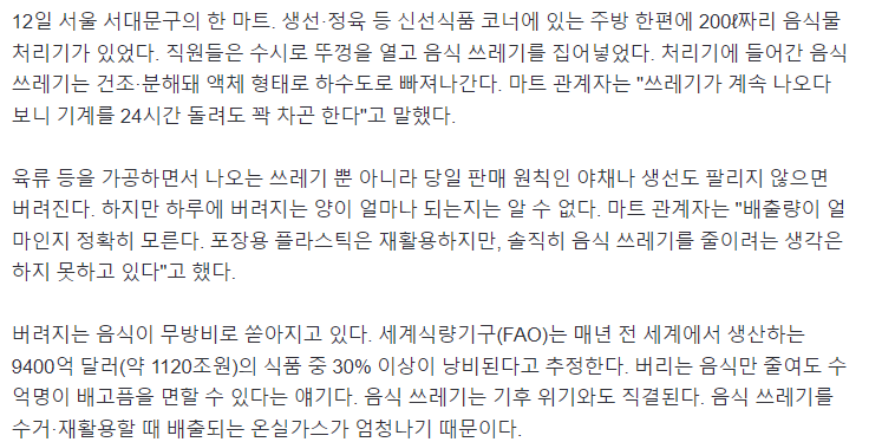 12일 서울 서대문구의 한 마트. 생선·정육 등 신선식품 코너에 있는 주방 한편에 200ℓ짜리 음식물
처리기가 있었다. 직원들은 수시로 뚜껑을 열고 음식 쓰레기를 집어넣었다. 처리기에 들어간 음식
쓰레기는 건조·분해돼 액체 형태로 하수도로 빠져나간다. 마트 관계자는 "쓰레기가 계속 나오다
보니 기계를 24시간 돌려도 꽉 차곤 한다"고 말했다.
육류 등을 가공하면서 나오는 쓰레기 뿐 아니라 당일 판매 원칙인 야채나 생선도 팔리지 않으면
버려진다. 하지만 하루에 버려지는 양이 얼마나 되는지는 알 수 없다. 마트 관계자는 "배출량이 얼
마인지 정확히 모른다. 포장용 플라스틱은 재활용하지만, 솔직히 음식 쓰레기를 줄이려는 생각은
하지 못하고 있다"고 했다.
버려지는 음식이 무방비로 쏟아지고 있다. 세계식량기구(FAO)는 매년 전 세계에서 생산하는
9400억 달러(약 1120조원)의 식품 중 30% 이상이 낭비된다고 추정한다. 버리는 음식만 줄여도 수
억명이 배고픔을 면할 수 있다는 얘기다. 음식 쓰레기는 기후 위기와도 직결된다. 음식 쓰레기를
수거·재활용할 때 배출되는 온실가스가 엄청나기 때문이다.